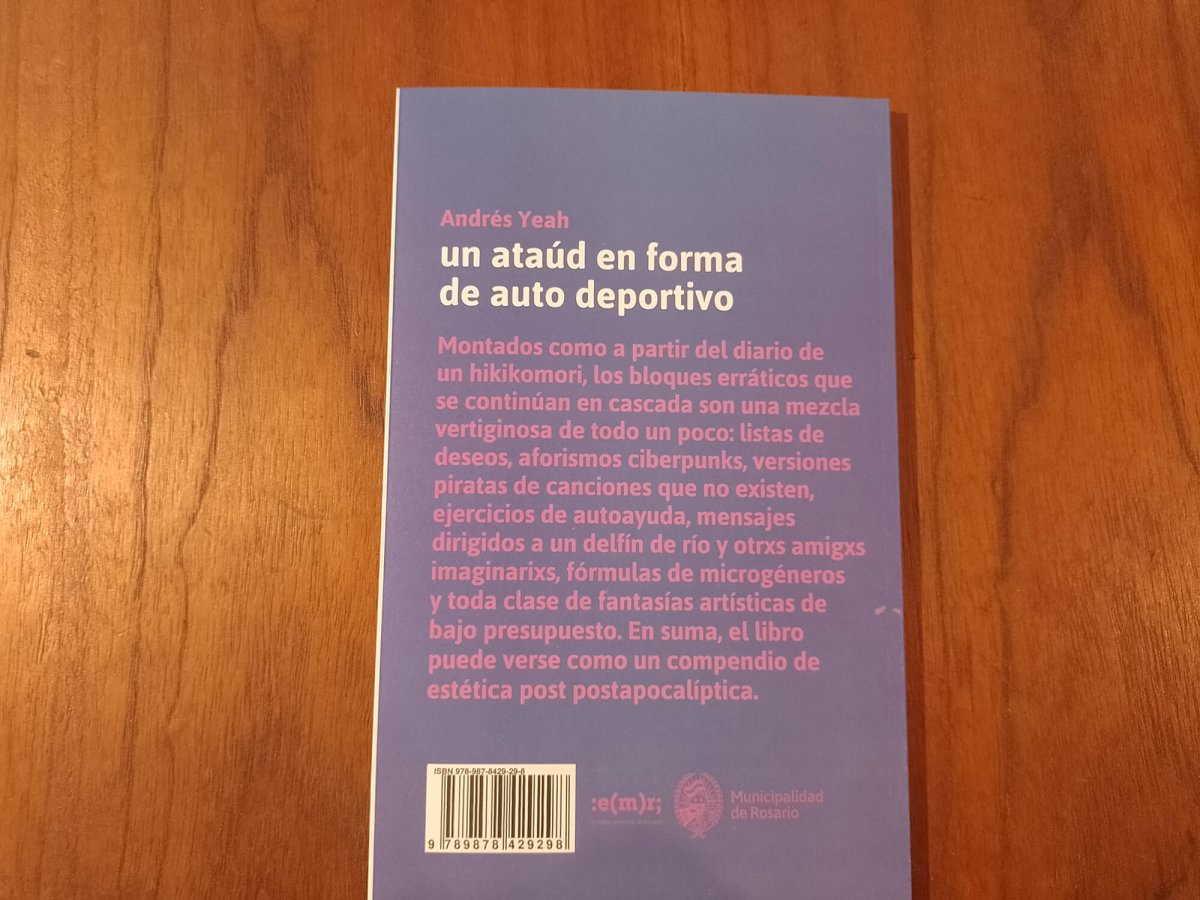 Andrés Yeah
un ataúd en forma
de auto deportivo
Montados como a partir del diario de
un hikikomori, los bloques erráticos que
se continúan en cascada son una mezcla
vertiginosa de todo un poco: listas de
deseos, aforismos ciberpunks, versiones
piratas de canciones que no existen,
ejercicios de autoayuda, mensajes
dirigidos a un delfín de río y otrxs amigxs
imaginarixs, fórmulas de microgéneros
y toda clase de fantasías artísticas de
bajo presupuesto. En suma, el libro
puede verse como un compendio de
estética post postapocalíptica.
ISBN 978-987-8429-29-8
9 789878 429298
:e(m)r;
Municipalidad
de Rosario